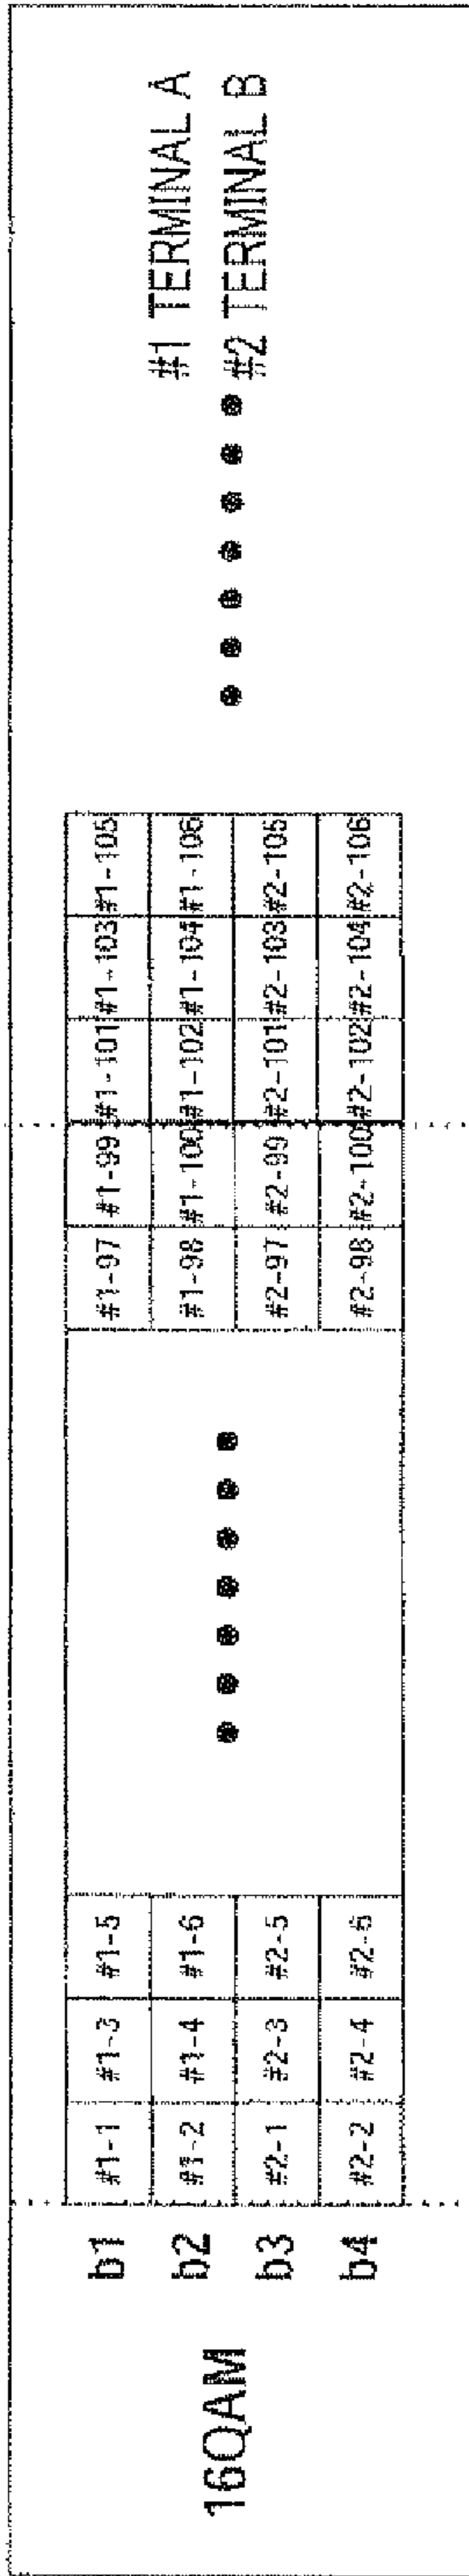 16QAM
b1 #1-1 #1-3 #1-5 #1-97 #1-99 #1-101 #1-103 #1-105
b2 #1-2 #1-4 #1-6 #1-98 #1-100 #1-102 #1-104 #1-106
b3 #2-1 #2-3 #2-5 #2-97 #2-99 #2-101 #2-103 #2-105
b4 #2-2 #2-4 #2-6 #2-98 #2-100 #2-102 #2-104 #2-106
#1 TERMINAL A
#2 TERMINAL B